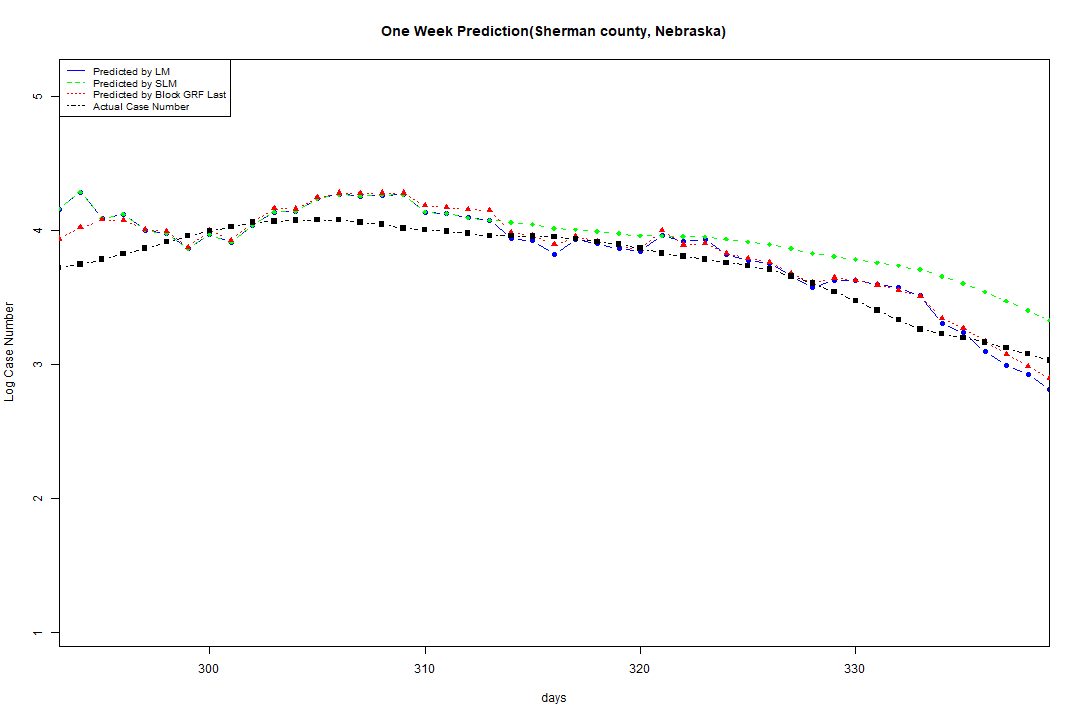 One Week Prediction(Sherman county, Nebraska)
Predicted by LM
Predicted by SLM
Predicted by Block GRF Last
Actual Case Number
5
4
3
2
1
Log Case Number
300 310 320 330
days